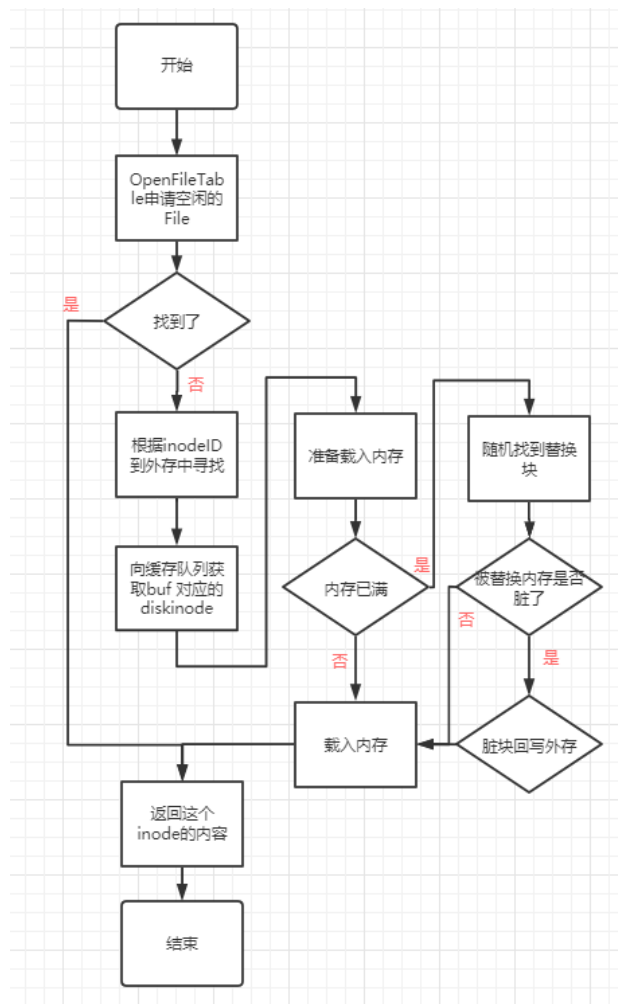 开始
OpenFileTab
le申请空闲的
File
是
找到了
否
根据inodeID
到外存中寻找
向缓存队列获
取buf 对应的
diskinode
准备载入内存
内存已满
是
否
载入内存
随机找到替换
块
被替换内存是否
脏了
否
是
脏块回写外存
返回这个
inode的内容
结束